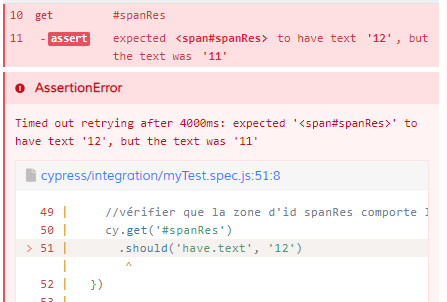 10 get #spanRes
11 -assert expected <span#spanRes> to have text '12', but
the text was '11'
AssertionError
Timed out retrying after 4000ms: expected '<span#spanRes>' to
have text '12', but the text was '11'
cypress/integration/myTest.spec.js:51:8
49 | //vérifier que la zone d'id spanRes comporte
50 | cy.get('#spanRes')
> 51 | .should('have.text', '12')
| ^
52 | })
53